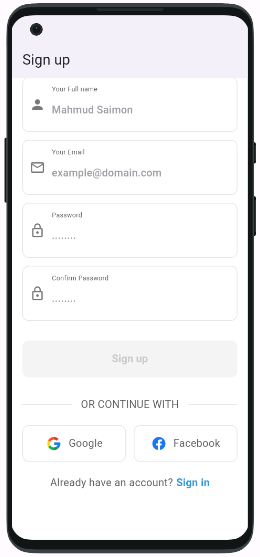 Sign up
Your Full name
Mahmud Saimon
Your Email
example@domain.com
Password
........
Confirm Password
........
Sign up
OR CONTINUE WITH
Google Facebook
Already have an account? Sign in